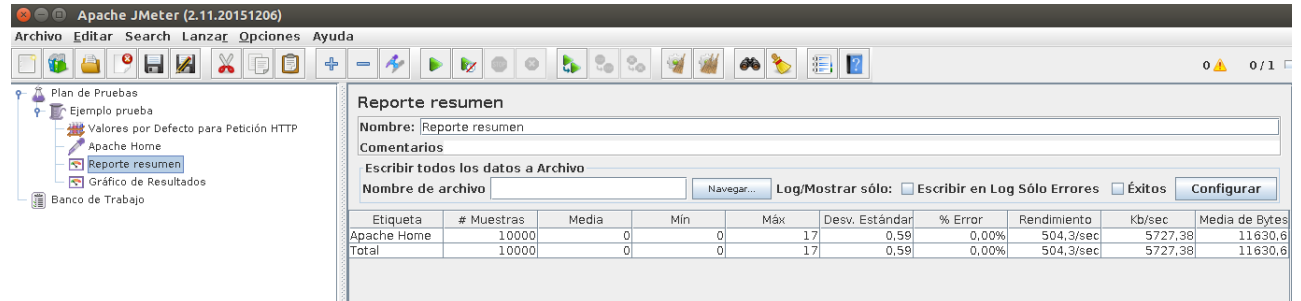 Apache JMeter (2.11.20151206)
Archivo Editar Search Lanzar Opciones Ayuda
0 0/1
Plan de Pruebas
Ejemplo prueba
Valores por Defecto para Petición HTTP
Apache Home
Reporte resumen
Gráfico de Resultados
Banco de Trabajo
Reporte resumen
Nombre: Reporte resumen
Comentarios
Escribir todos los datos a Archivo
Nombre de archivo Navegar... Log/Mostrar sólo: Escribir en Log Sólo Errores Éxitos Configurar
Etiqueta # Muestras Media Mín Máx Desv. Estándar % Error Rendimiento Kb/sec Media de Bytes
Apache Home 10000 0 0 17 0,59 0,00% 504,3/sec 5727,38 11630,6
Total 10000 0 0 17 0,59 0,00% 504,3/sec 5727,38 11630,6